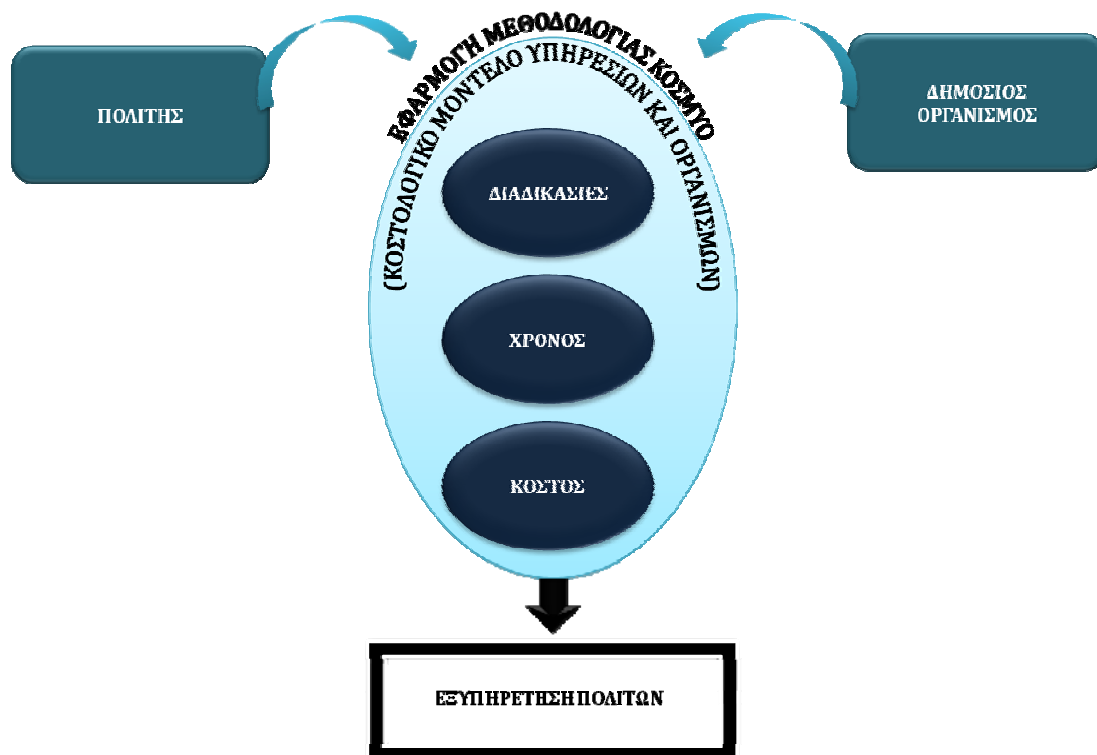 ΕΦΑΡΜΟΓΗ ΜΕΘΟΔΟΛΟΓΙΑΣ ΚΟΣΜΥΟ
(ΚΟΣΤΟΛΟΓΙΚΟ ΜΟΝΤΕΛΟ ΥΠΗΡΕΣΙΩΝ ΚΑΙ ΟΡΓΑΝΙΣΜΩΝ)
ΠΟΛΙΤΗΣ
ΔΗΜΟΣΙΟΣ
ΟΡΓΑΝΙΣΜΟΣ
ΔΙΑΔΙΚΑΣΙΕΣ
ΧΡΟΝΟΣ
ΚΟΣΤΟΣ
ΕΞΥΠΗΡΕΤΗΣΗ ΠΟΛΙΤΩΝ